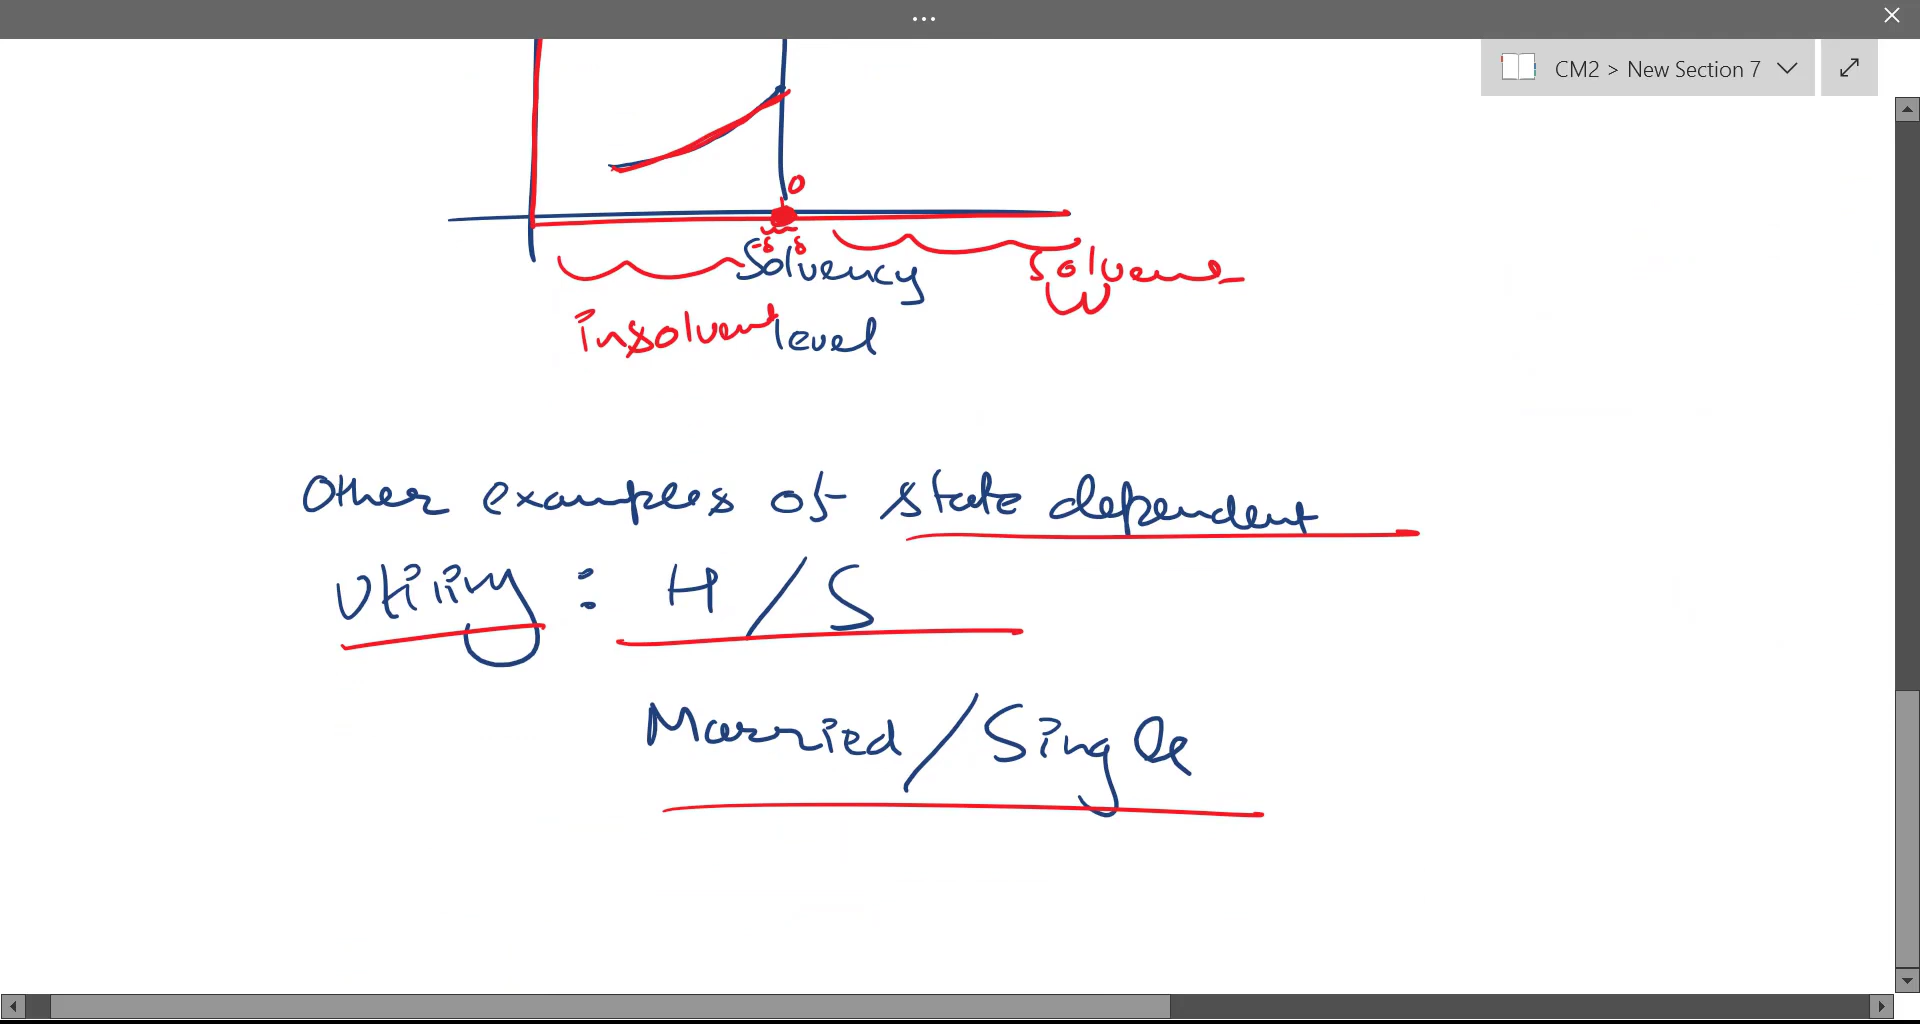 CM2 > New Section 7
0
-δ δ
Solvency
Solvent
insolvent
level
Other examples of state dependent
Utility : H / S
Married / Single